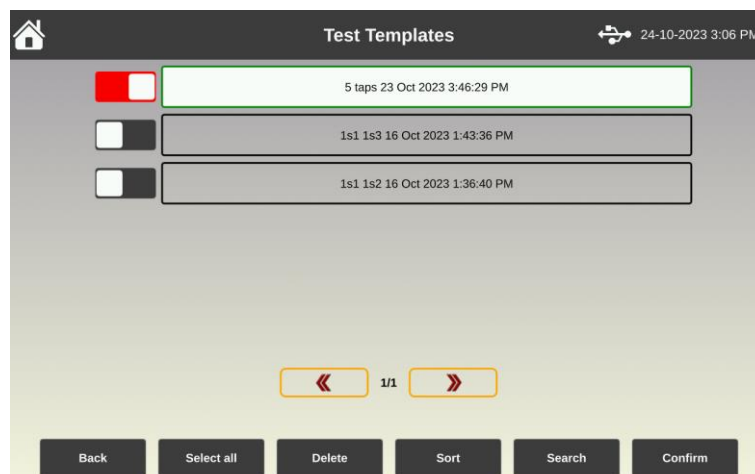 Test Templates
24-10-2023 3:06 PM
5 taps 23 Oct 2023 3:46:29 PM
1s1 1s3 16 Oct 2023 1:43:36 PM
1s1 1s2 16 Oct 2023 1:36:40 PM
1/1
Back Select all Delete Sort Search Confirm